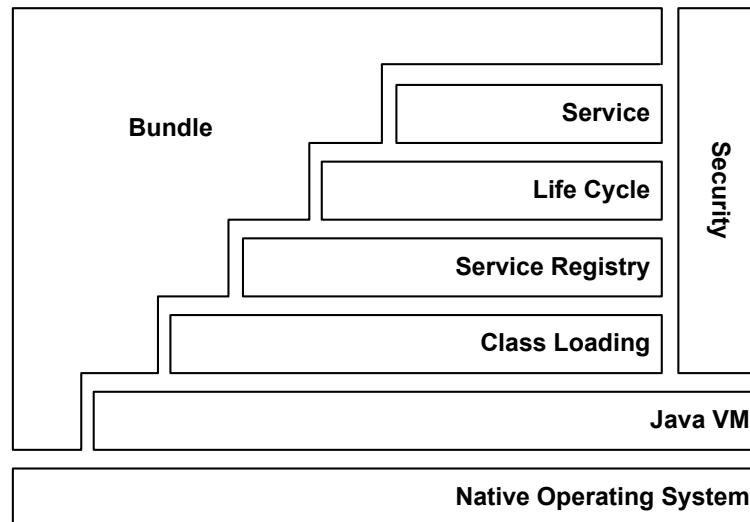 Bundle
Service
Life Cycle
Service Registry
Class Loading
Java VM
Native Operating System
Security